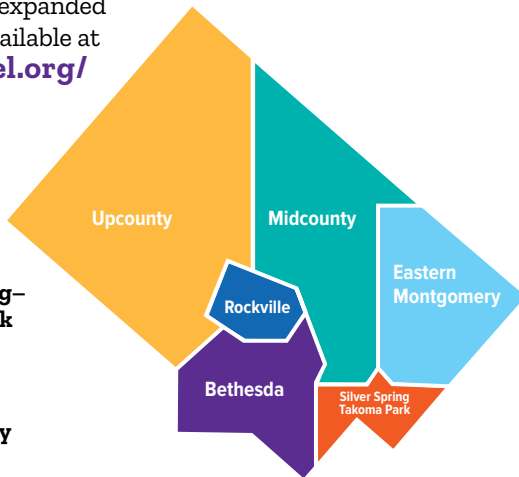 expanded
ailable at
el.org/
Upcounty
Midcounty
Eastern
Montgomery
g–
k
Rockville
Bethesda
Silver Spring
Takoma Park
y